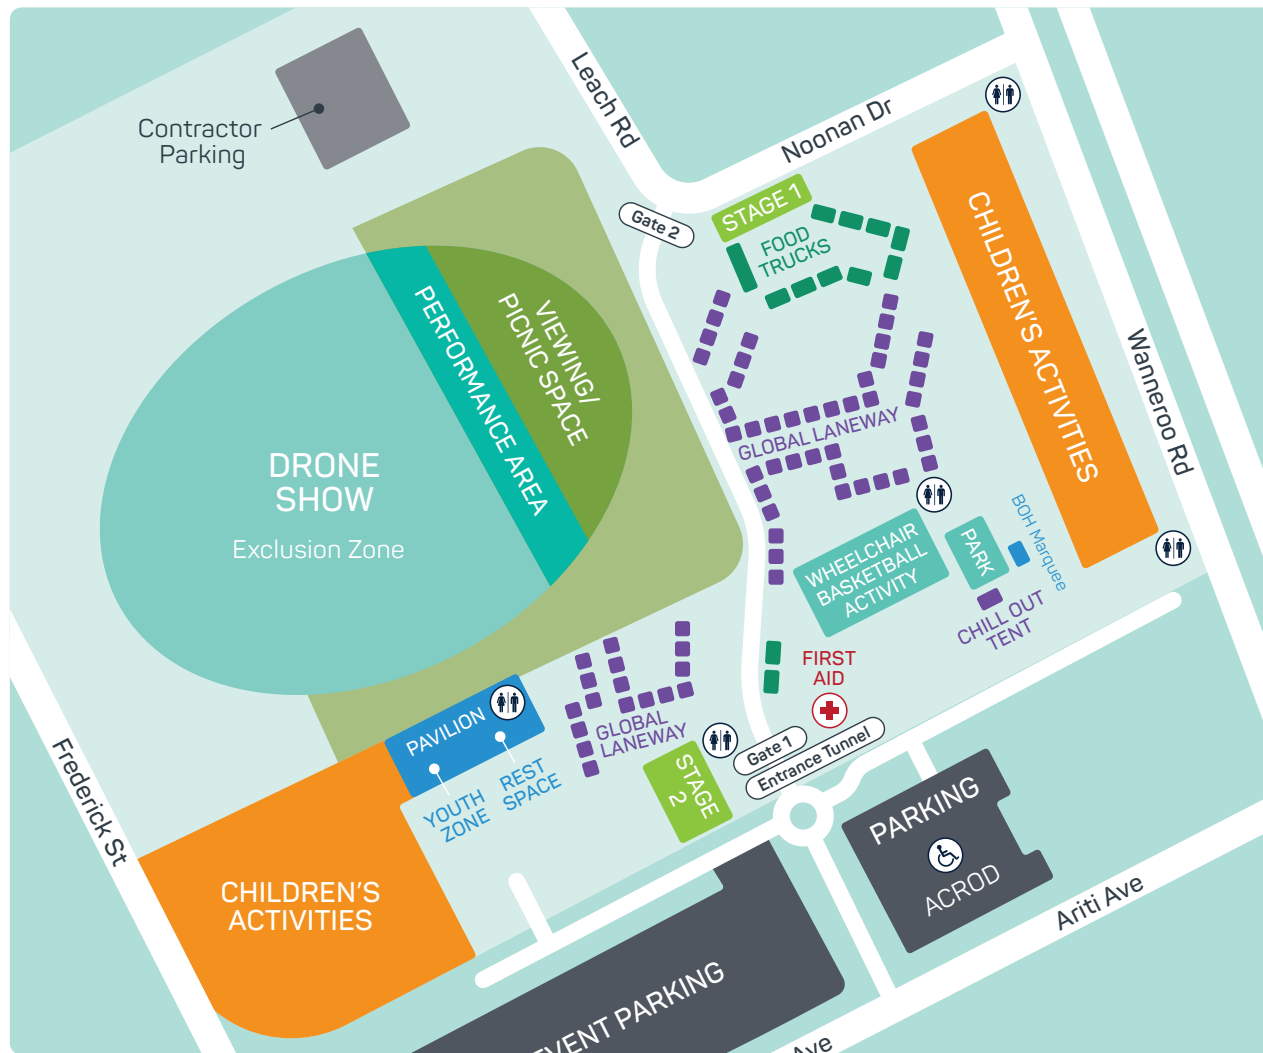 Contractor
Parking
Leach Rd
Noonan Dr
Gate 2
STAGE 1
FOOD
TRUCKS
CHILDREN'S ACTIVITIES
Wanneroo Rd
PERFORMANCE AREA
VIEWING/
PICNIC SPACE
DRONE
SHOW
Exclusion Zone
GLOBAL LANEWAY
WHEELCHAIR
BASKETBALL
ACTIVITY
PARK
BOH Marquee
CHILL OUT
TENT
FIRST
AID
Gate 1
Entrance Tunnel
PAVILION
YOUTH
ZONE
REST
SPACE
GLOBAL
LANEWAY
STAGE
2
Frederick St
CHILDREN'S
ACTIVITIES
PARKING
ACROD
Ariti Ave
EVENT PARKING
Ave